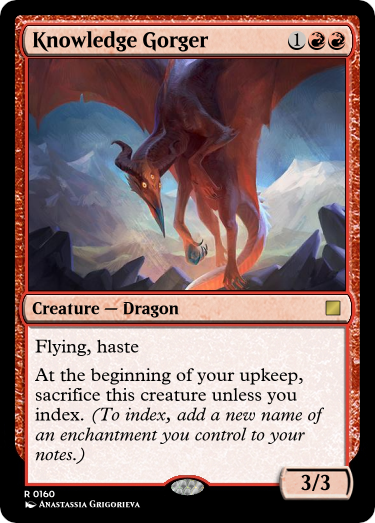 Knowledge Gorger 1
Creature — Dragon
Flying, haste
At the beginning of your upkeep,
sacrifice this creature unless you
index. (To index, add a new name of
an enchantment you control to your
notes.)
3/3
R 0160
Anastassia Grigorieva